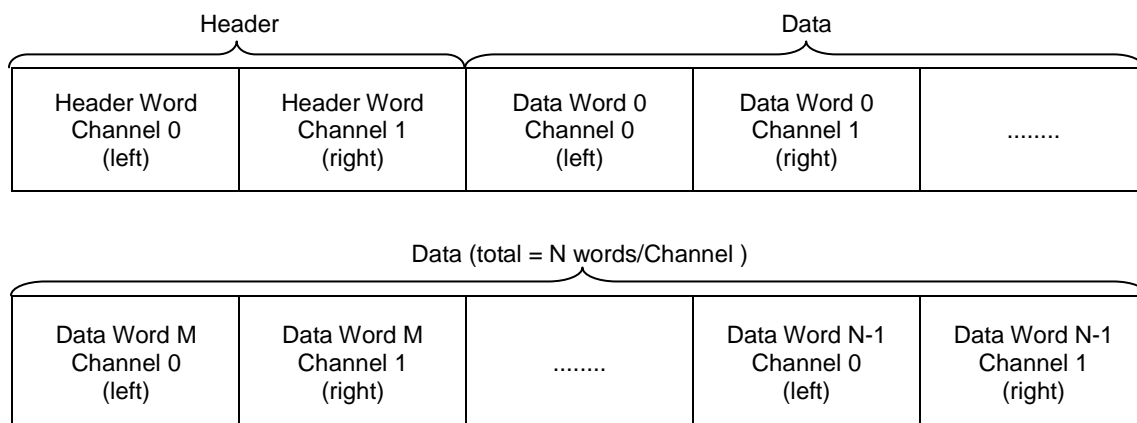 Header
Data
Header Word
Channel 0
(left)
Header Word
Channel 1
(right)
Data Word 0
Channel 0
(left)
Data Word 0
Channel 1
(right)
........
Data (total = N words/Channel )
Data Word M
Channel 0
(left)
Data Word M
Channel 1
(right)
........
Data Word N-1
Channel 0
(left)
Data Word N-1
Channel 1
(right)